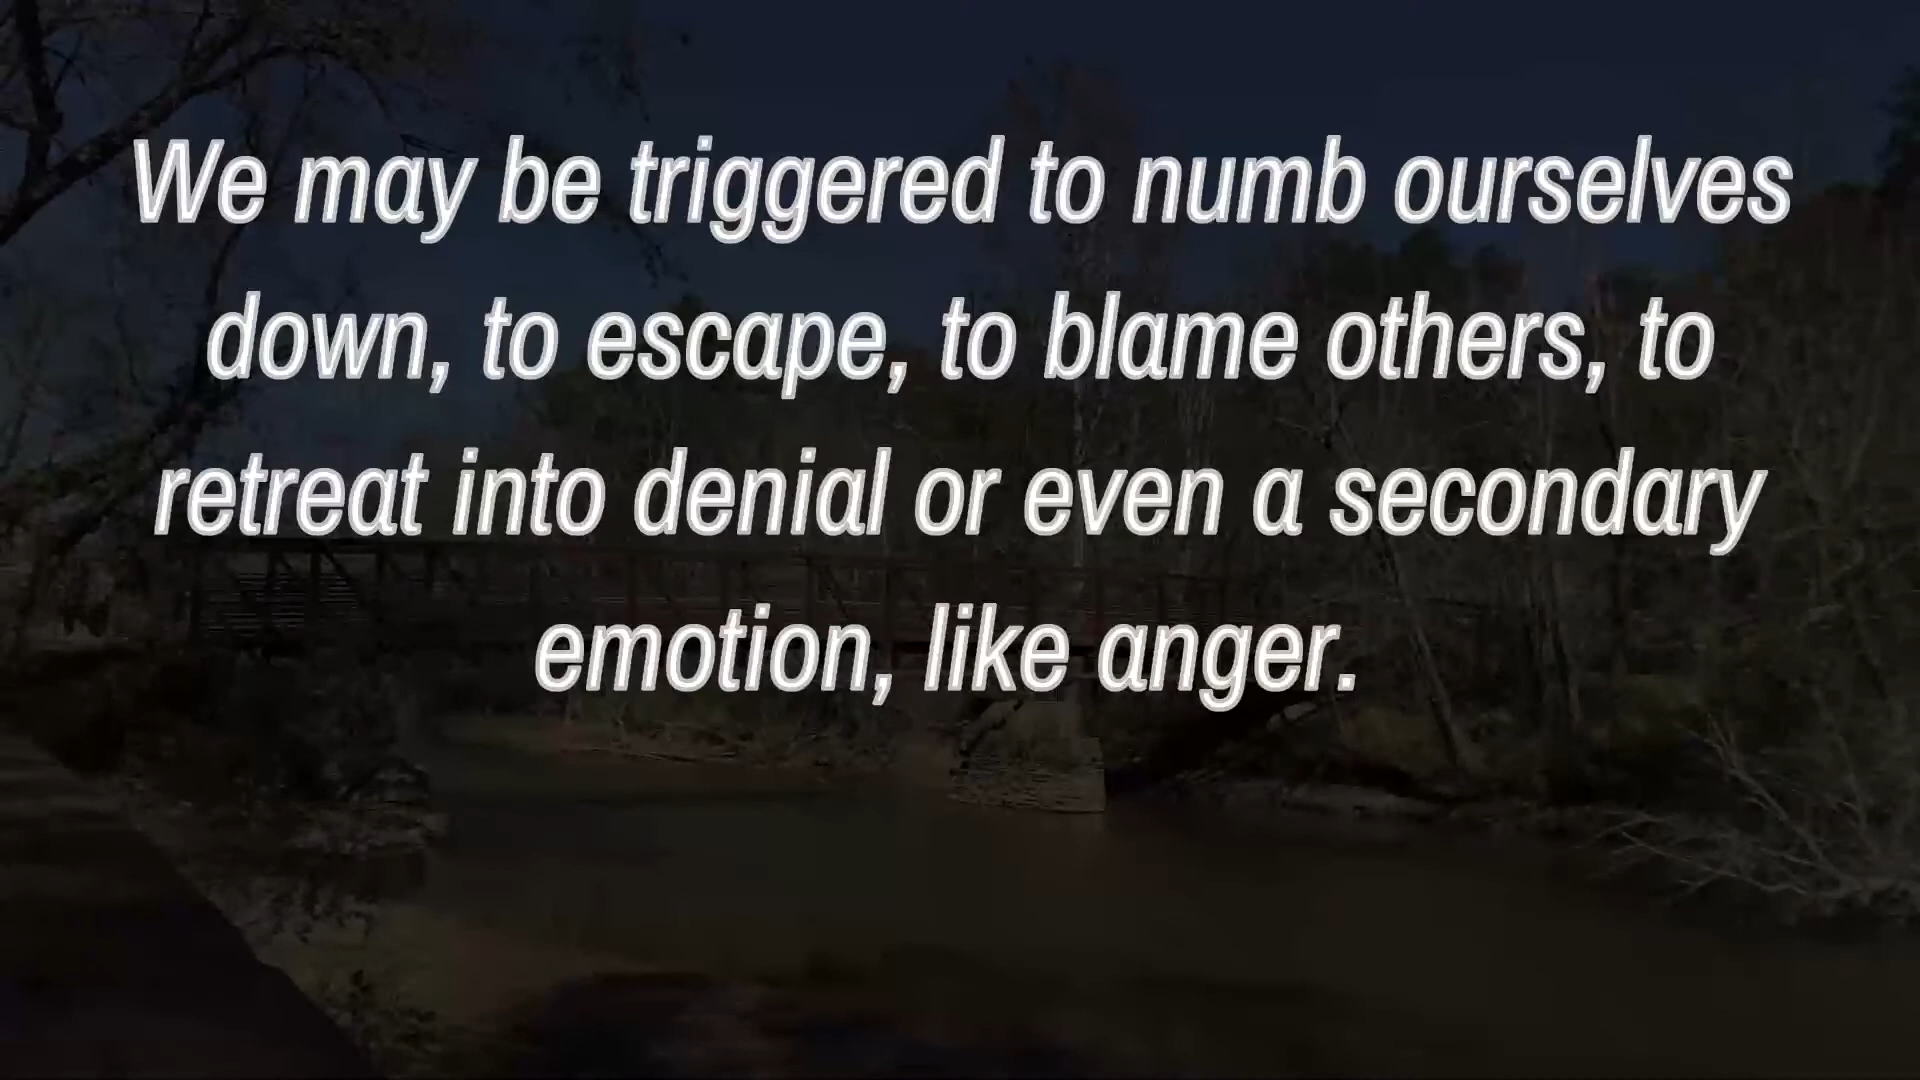 We may be triggered to numb ourselves
down, to escape, to blame others, to
retreat into denial or even a secondary
emotion, like anger.